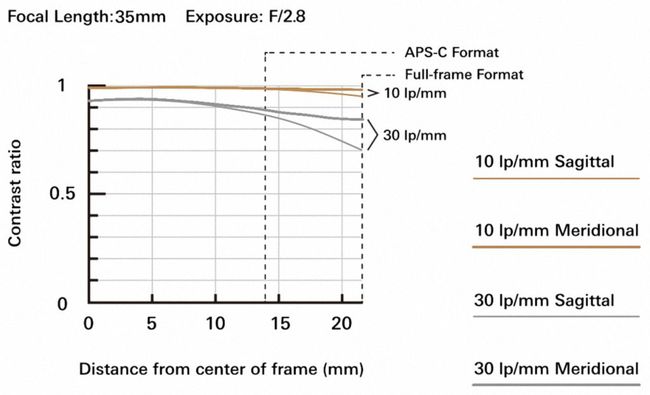 Focal Length:35mm Exposure: F/2.8
APS-C Format
Full-frame Format
1
10 lp/mm
30 lp/mm
Contrast ratio
0.5
0
0 5 10 15 20
Distance from center of frame (mm)
10 lp/mm Sagittal
10 lp/mm Meridional
30 lp/mm Sagittal
30 lp/mm Meridional